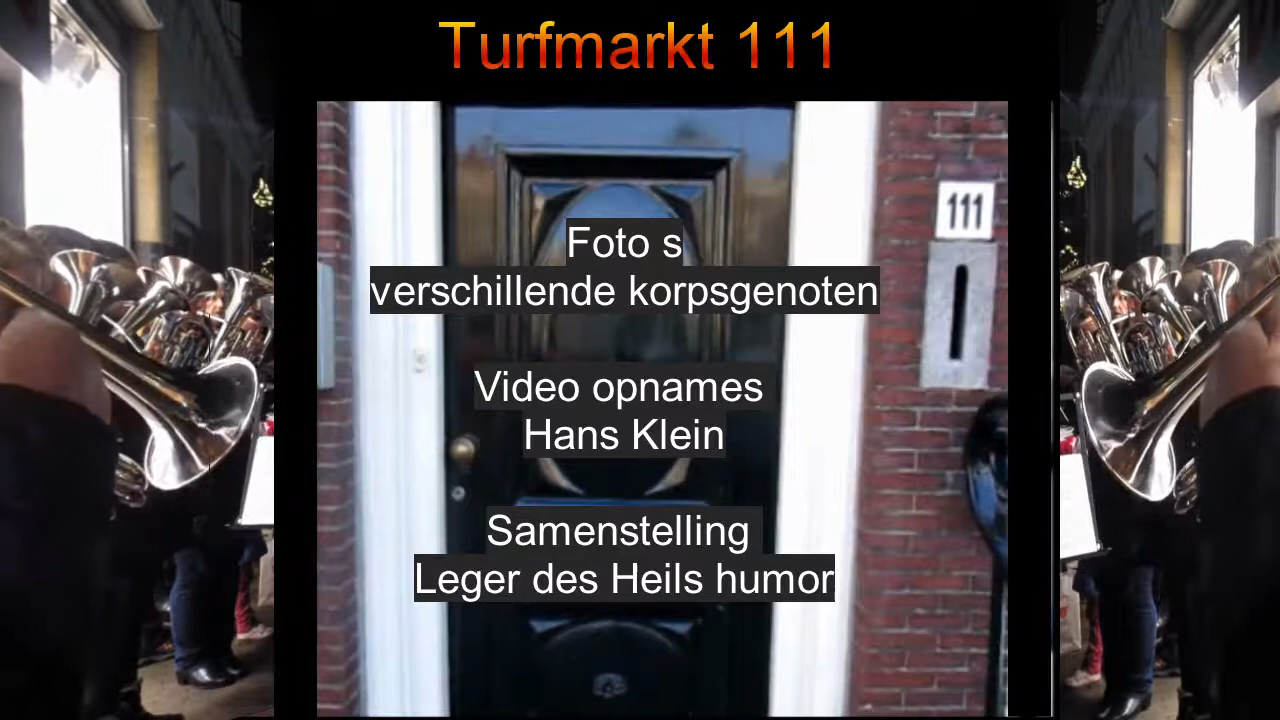 Turfmarkt 111
111
Foto s
verschillende korpsgenoten
Video opnames
Hans Klein
Samenstelling
Leger des Heils humor